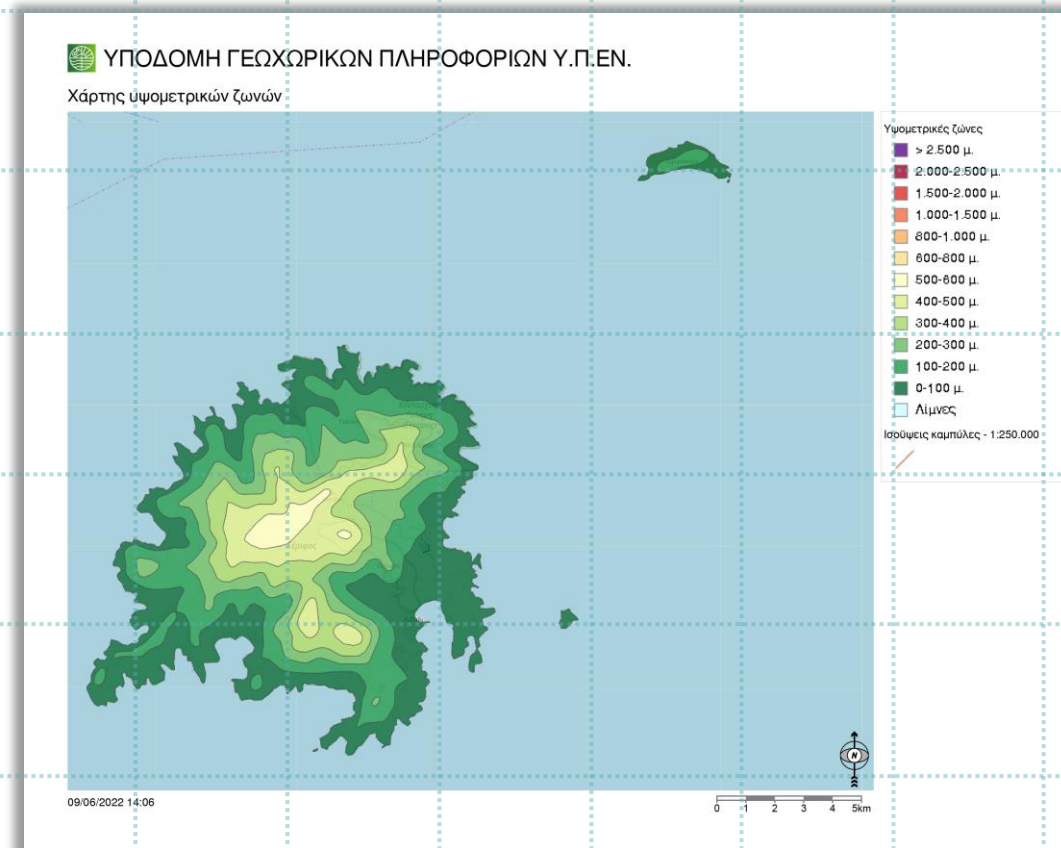 ΥΠΟΔΟΜΗ ΓΕΩΧΩΡΙΚΩΝ ΠΛΗΡΟΦΟΡΙΩΝ Υ.Π.ΕΝ.
Χάρτης υψομετρικών ζωνών
Υψομετρικές ζώνες
> 2.500 μ.
2.000-2.500 μ.
1.500-2.000 μ.
1.000-1.500 μ.
800-1.000 μ.
600-800 μ.
500-600 μ.
400-500 μ.
300-400 μ.
200-300 μ.
100-200 μ.
0-100 μ.
Λίμνες
Ισοϋψεις καμπύλες - 1:250.000
N
09/06/2022 14:06
0 1 2 3 4 5km